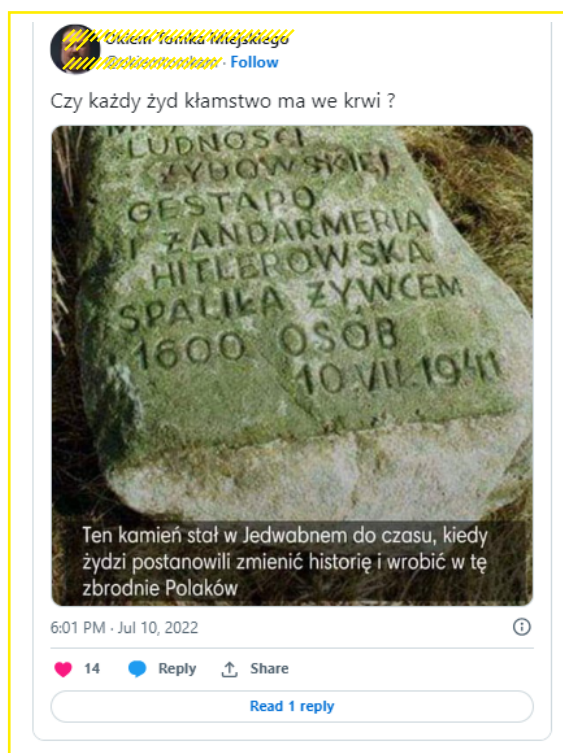 Okiem Tomka Miejskiego
· Follow
Czy każdy żyd kłamstwo ma we krwi ?
LUDNOŚCI
ŻYDOWSKIEJ
GESTAPO
I ŻANDARMERIA
HITLEROWSKA
SPALIŁA ŻYWCEM
1600 OSÓB
10.VII.1941
Ten kamień stał w Jedwabnem do czasu, kiedy
żydzi postanowili zmienić historię i wrobić w tę
zbrodnie Polaków
6:01 PM · Jul 10, 2022
14 Reply Share
Read 1 reply